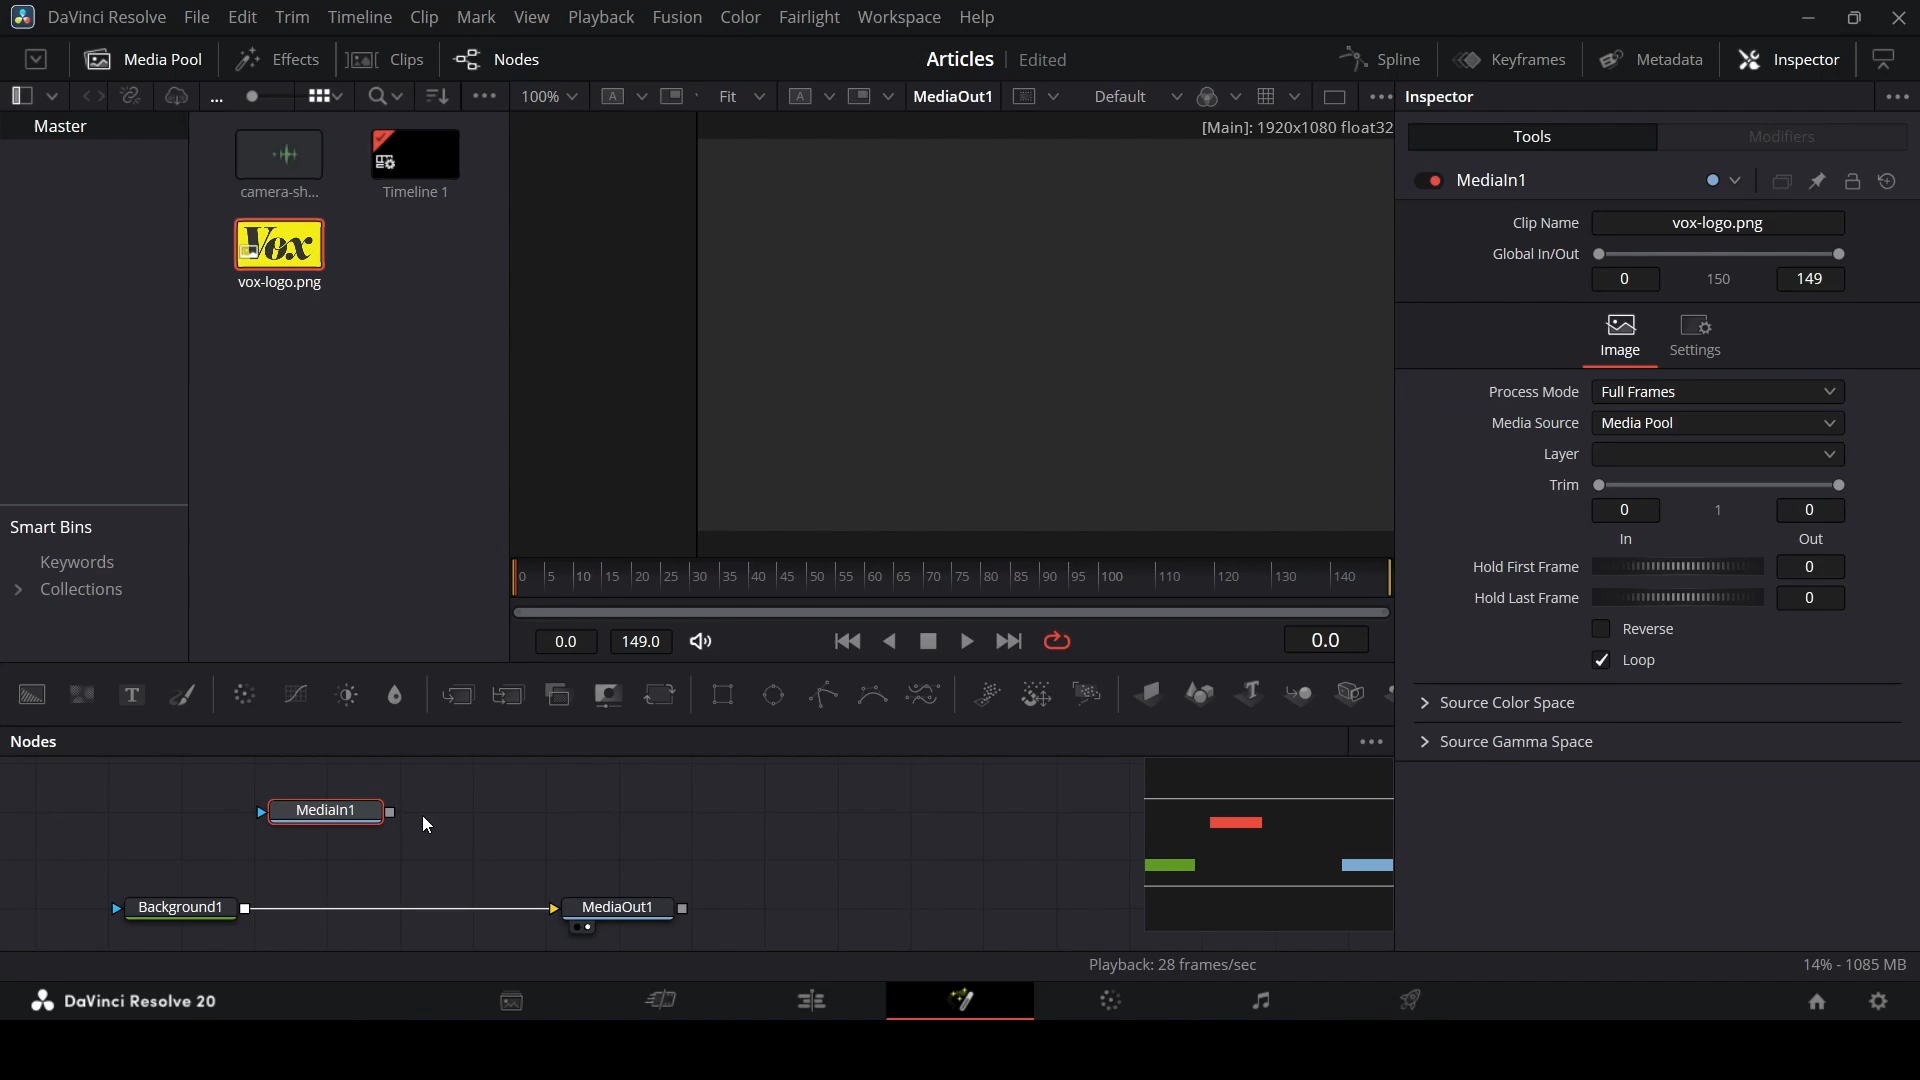 DaVinci Resolve File Edit Trim Timeline Clip Mark View Playback Fusion Color Fairlight Workspace Help
Media Pool Effects Clips Nodes Articles Edited Spline Keyframes Metadata Inspector
... 100% A Fit A MediaOut1 Default Inspector
Master
camera-sh...
Timeline 1
Vox
vox-logo.png
Smart Bins
Keywords
Collections
[Main]: 1920x1080 float32
0 5 10 15 20 25 30 35 40 45 50 55 60 65 70 75 80 85 90 95 100 110 120 130 140
0.0 149.0 0.0
T T
Nodes
MediaIn1
Background1 MediaOut1
Tools Modifiers
MediaIn1
Clip Name vox-logo.png
Global In/Out
0 150 149
Image Settings
Process Mode Full Frames
Media Source Media Pool
Layer
Trim
0 1 0
In Out
Hold First Frame 0
Hold Last Frame 0
Reverse
Loop
Source Color Space
Source Gamma Space
Playback: 28 frames/sec 14% - 1085 MB
DaVinci Resolve 20